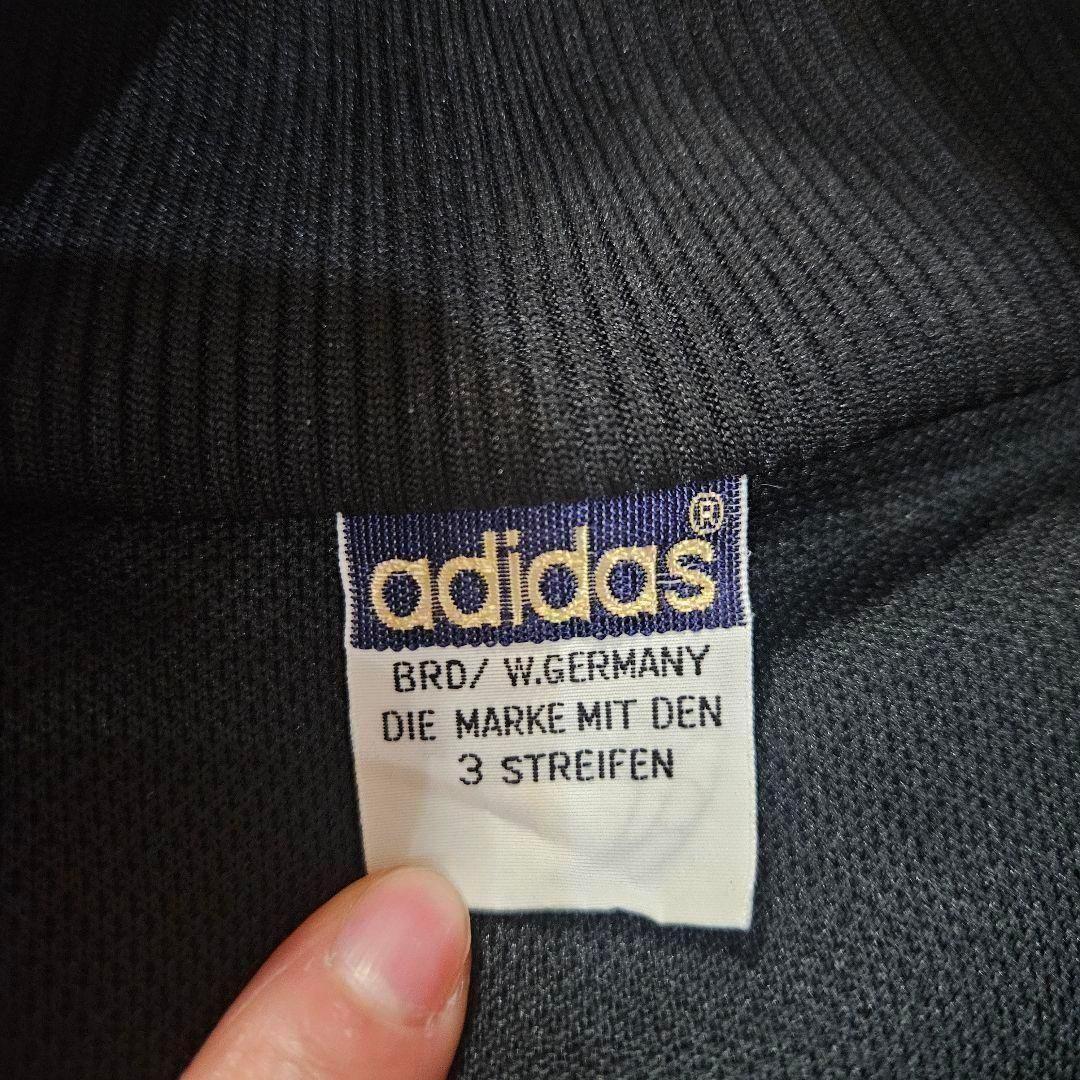 adidas®
BRD/ W.GERMANY
DIE MARKE MIT DEN
3 STREIFEN